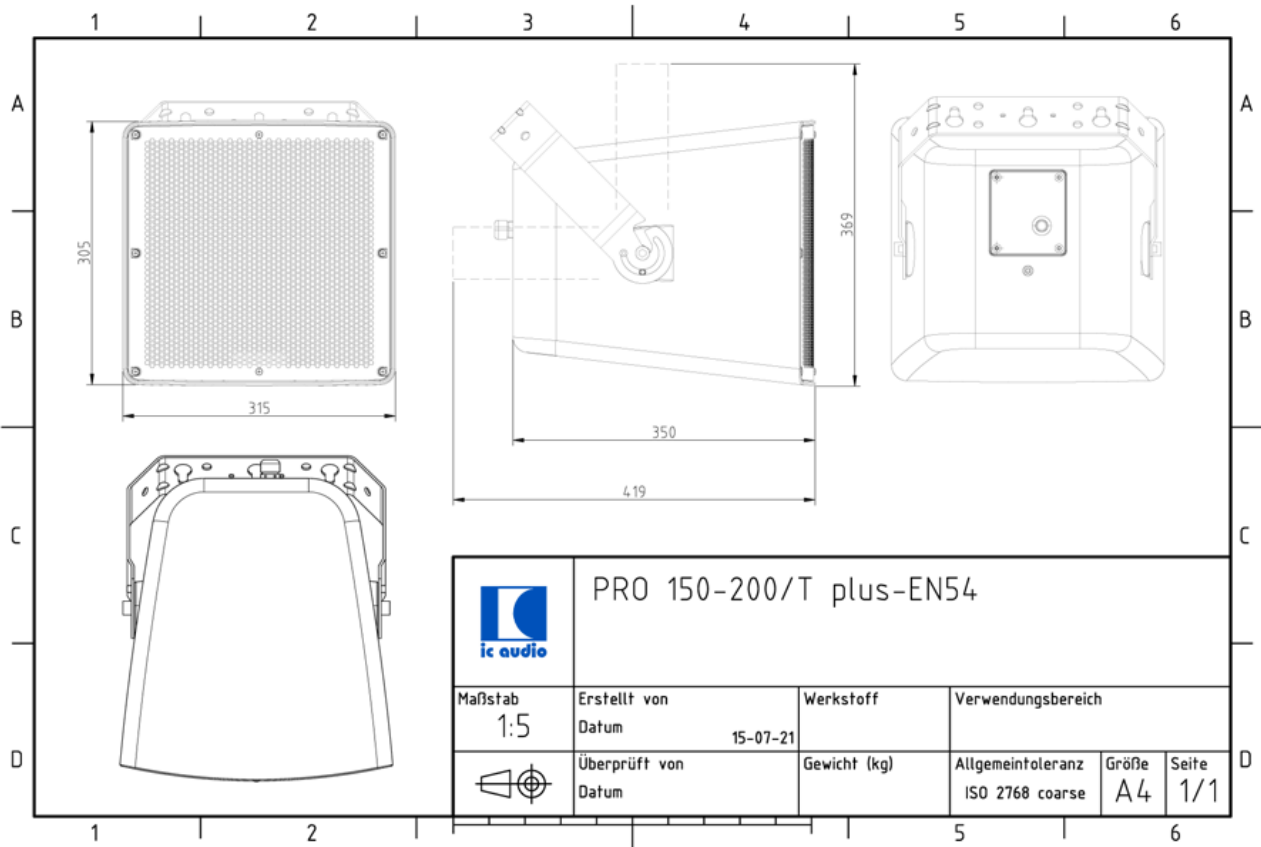 1 2 3 4 5 6
A A
305
369
B B
315
350
419
C C
PRO 150-200/T plus-EN54
ic audio
Maßstab
1:5
Erstellt von
Datum 15-07-21
Werkstoff
Verwendungsbereich
Überprüft von
Datum
Gewicht (kg)
Allgemeintoleranz
ISO 2768 coarse
Größe
A4
Seite
1/1
D D
1 2 3 4 5 6